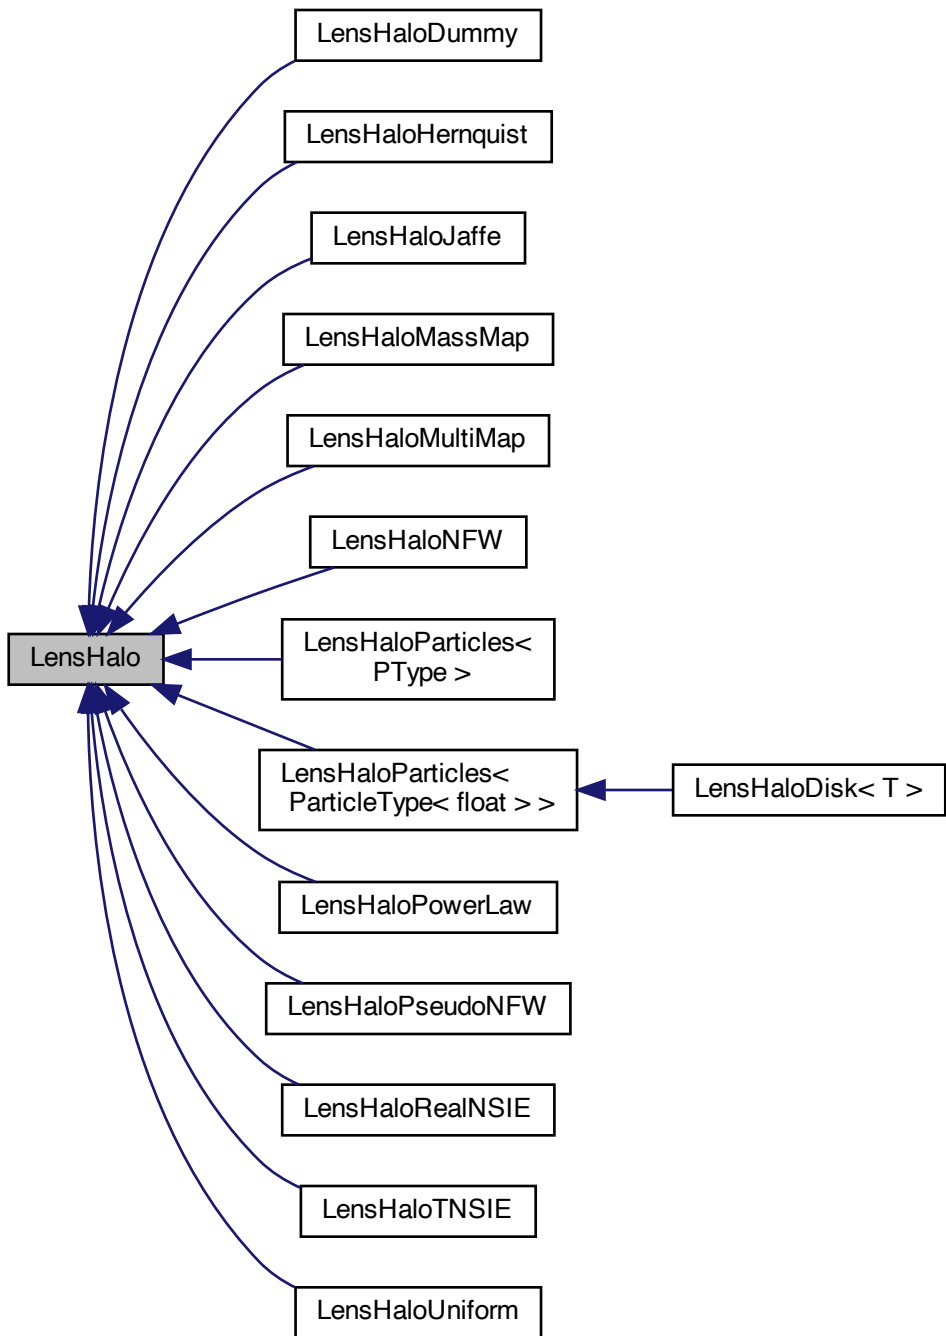 LensHaloDummy
LensHaloHernquist
LensHaloJaffe
LensHaloMassMap
LensHaloMultiMap
LensHaloNFW
LensHalo
LensHaloParticles<
PType >
LensHaloParticles<
ParticleType< float > >
LensHaloDisk< T >
LensHaloPowerLaw
LensHaloPseudoNFW
LensHaloRealNSIE
LensHaloTNSIE
LensHaloUniform